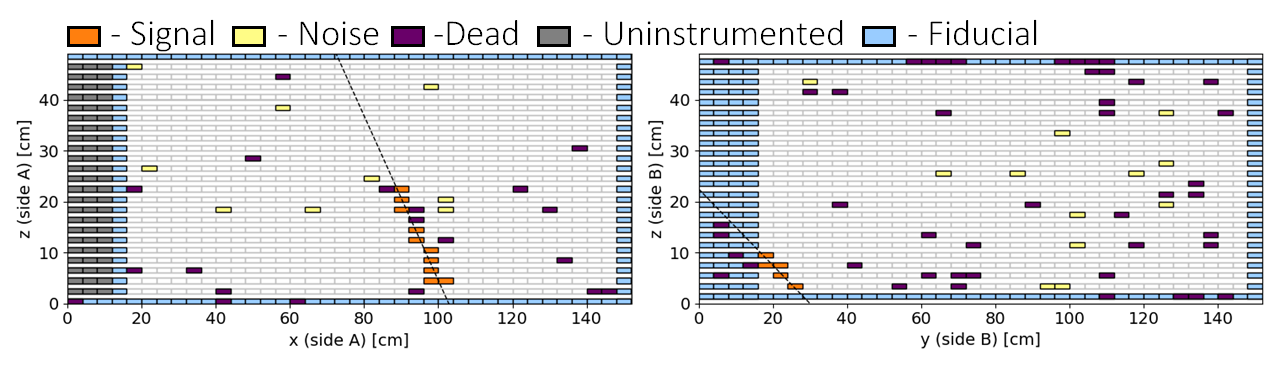 - Signal - Noise -Dead - Uninstrumented - Fiducial
z (side A) [cm]
40
30
20
10
0
0 20 40 60 80 100 120 140
x (side A) [cm]
z (side B) [cm]
40
30
20
10
0
0 20 40 60 80 100 120 140
y (side B) [cm]